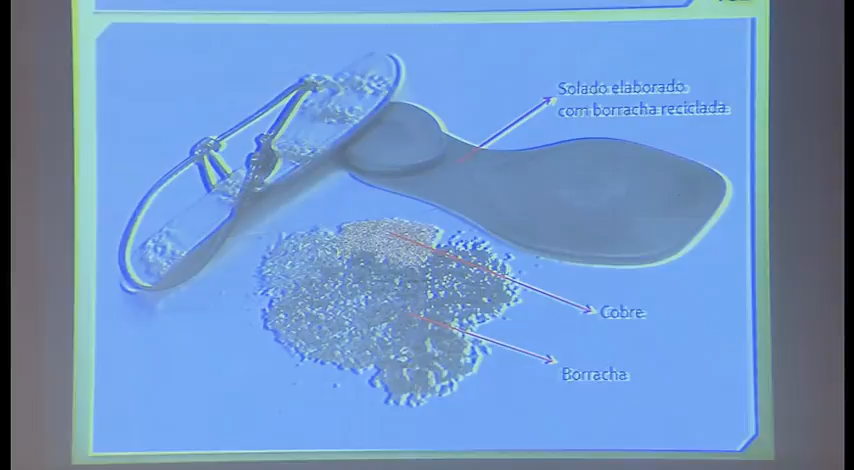 Solado elaborado
com borracha reciclada
Cobre
Borracha